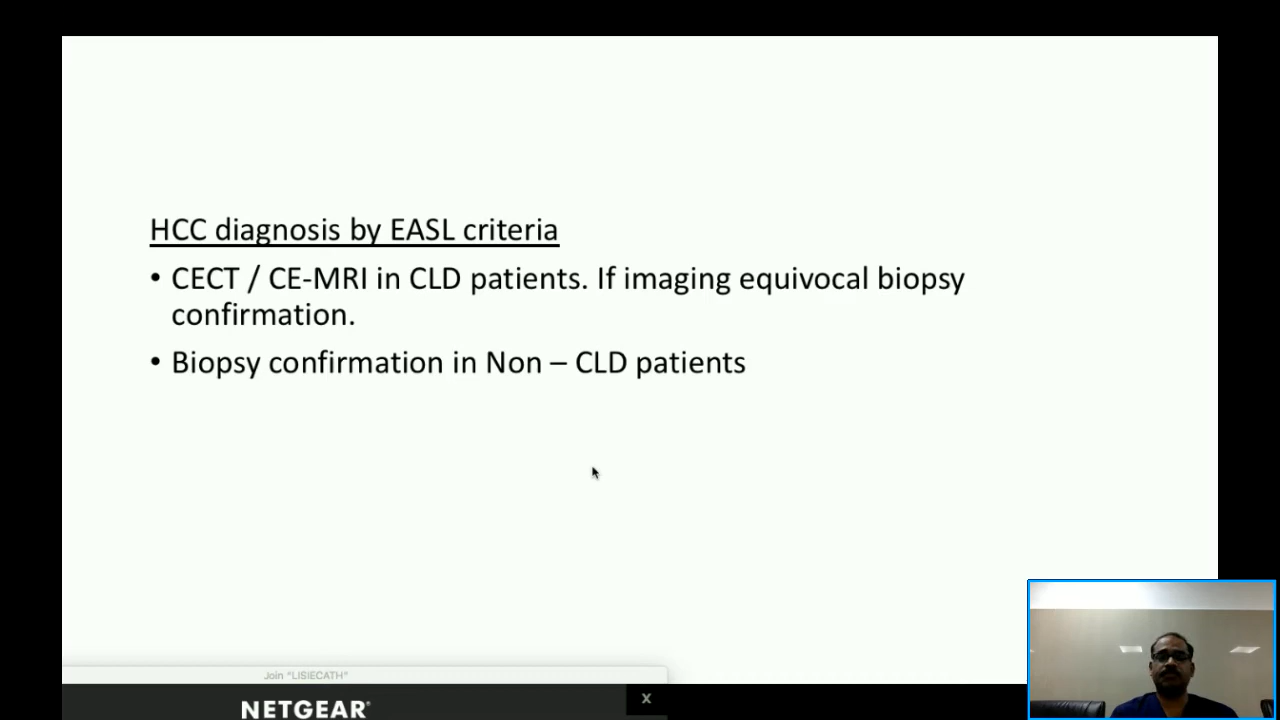 HCC diagnosis by EASL criteria
• CECT / CE-MRI in CLD patients. If imaging equivocal biopsy
confirmation.
• Biopsy confirmation in Non – CLD patients
Join "LISIECATH"
NETGEAR
X